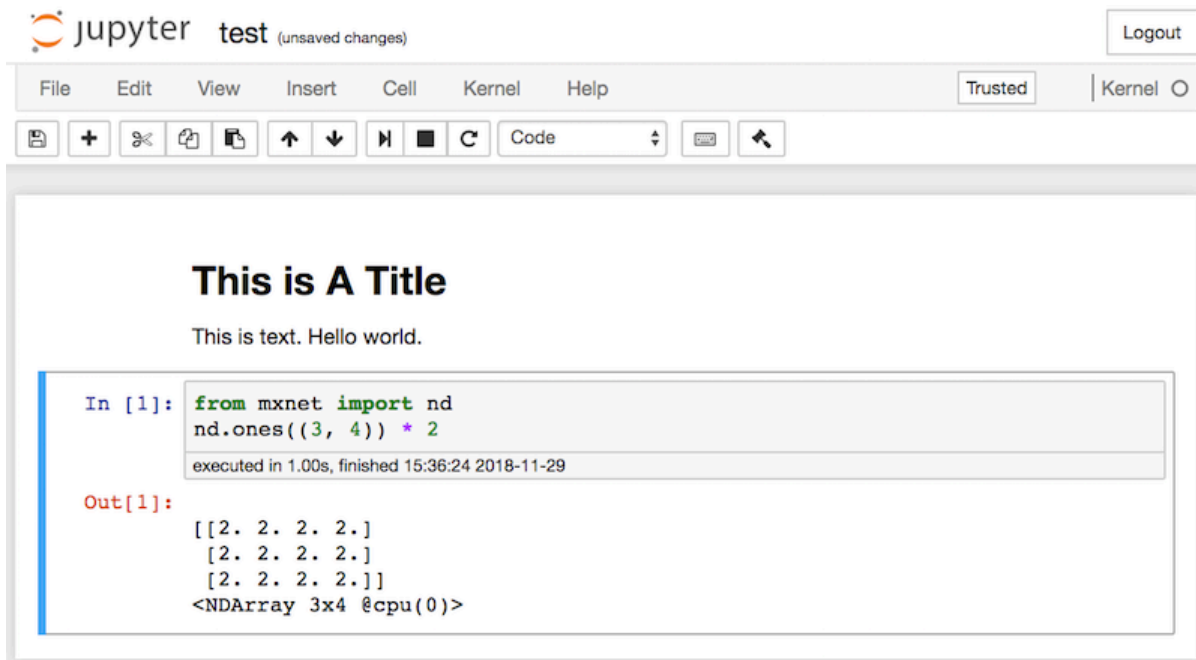 jupyter test (unsaved changes) Logout
File Edit View Insert Cell Kernel Help Trusted Kernel
Code
This is A Title
This is text. Hello world.
In [1]: from mxnet import nd
nd.ones((3, 4)) * 2
executed in 1.00s, finished 15:36:24 2018-11-29
Out[1]:
[[2. 2. 2. 2.]
 [2. 2. 2. 2.]
 [2. 2. 2. 2.]]
<NDArray 3x4 @cpu(0)>